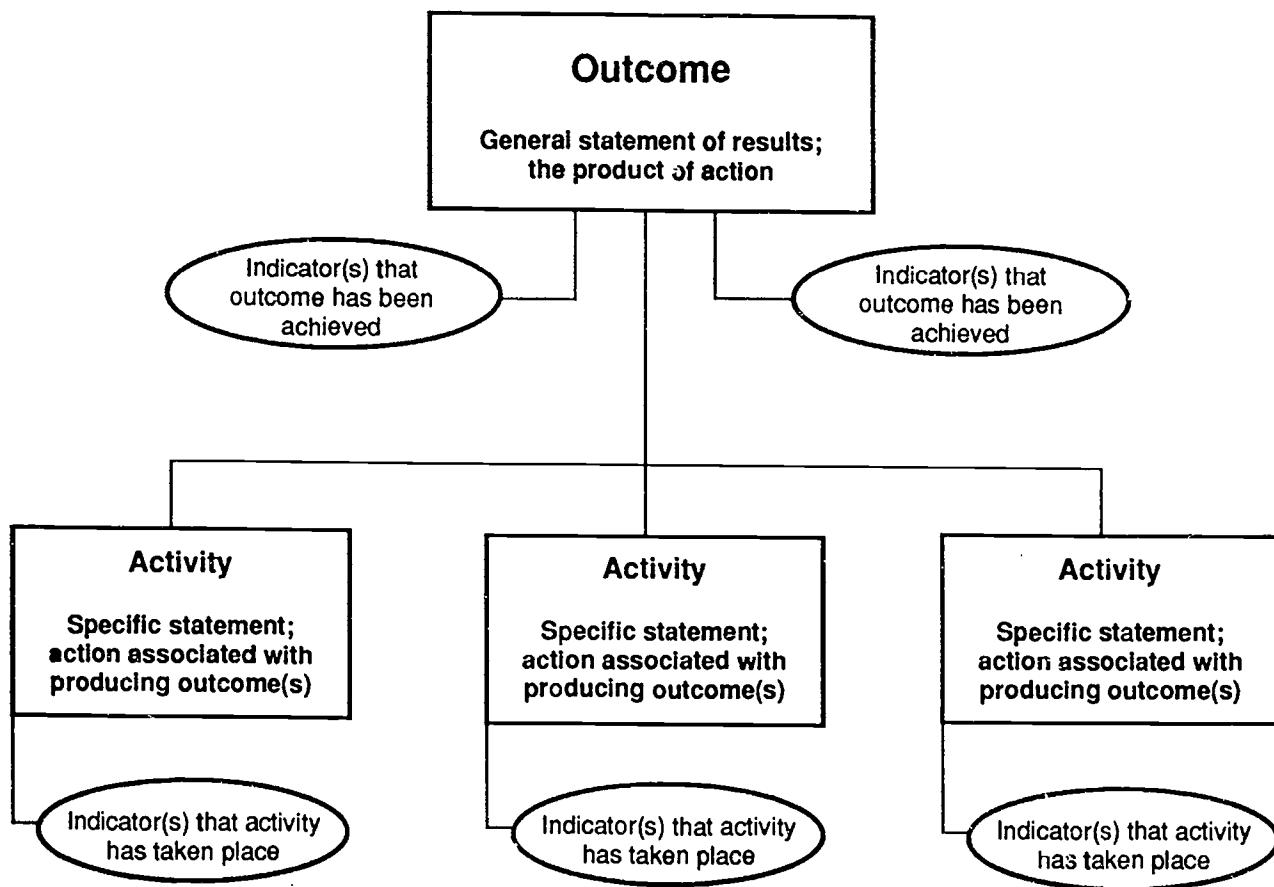 Outcome
General statement of results;
the product of action
Indicator(s) that
outcome has been
achieved
Indicator(s) that
outcome has been
achieved
Activity
Specific statement;
action associated with
producing outcome(s)
Activity
Specific statement;
action associated with
producing outcome(s)
Activity
Specific statement;
action associated with
producing outcome(s)
Indicator(s) that activity
has taken place
Indicator(s) that activity
has taken place
Indicator(s) that activity
has taken place